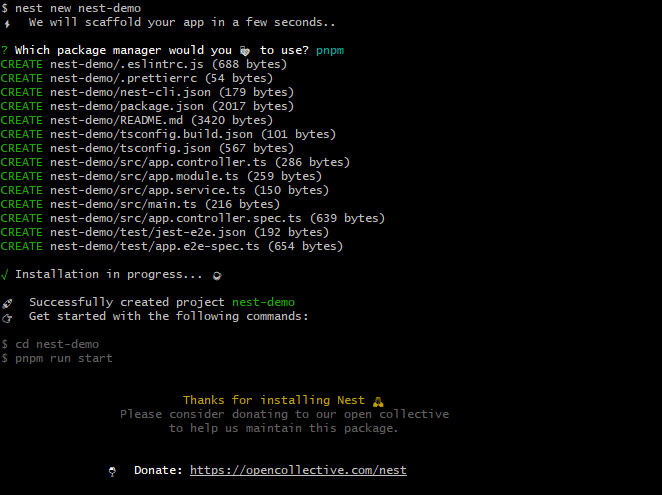 $ nest new nest-demo
⚡  We will scaffold your app in a few seconds..
? Which package manager would you 💖 to use? pnpm
CREATE nest-demo/.eslintrc.js (688 bytes)
CREATE nest-demo/.prettierrc (54 bytes)
CREATE nest-demo/nest-cli.json (179 bytes)
CREATE nest-demo/package.json (2017 bytes)
CREATE nest-demo/README.md (3420 bytes)
CREATE nest-demo/tsconfig.build.json (101 bytes)
CREATE nest-demo/tsconfig.json (567 bytes)
CREATE nest-demo/src/app.controller.ts (286 bytes)
CREATE nest-demo/src/app.module.ts (259 bytes)
CREATE nest-demo/src/app.service.ts (150 bytes)
CREATE nest-demo/src/main.ts (216 bytes)
CREATE nest-demo/src/app.controller.spec.ts (639 bytes)
CREATE nest-demo/test/jest-e2e.json (192 bytes)
CREATE nest-demo/test/app.e2e-spec.ts (654 bytes)
√ Installation in progress... ☕
🚀  Successfully created project nest-demo
👉  Get started with the following commands:
$ cd nest-demo
$ pnpm run start
Thanks for installing Nest 🙏
Please consider donating to our open collective
to help us maintain this package.
🍷  Donate: https://opencollective.com/nest